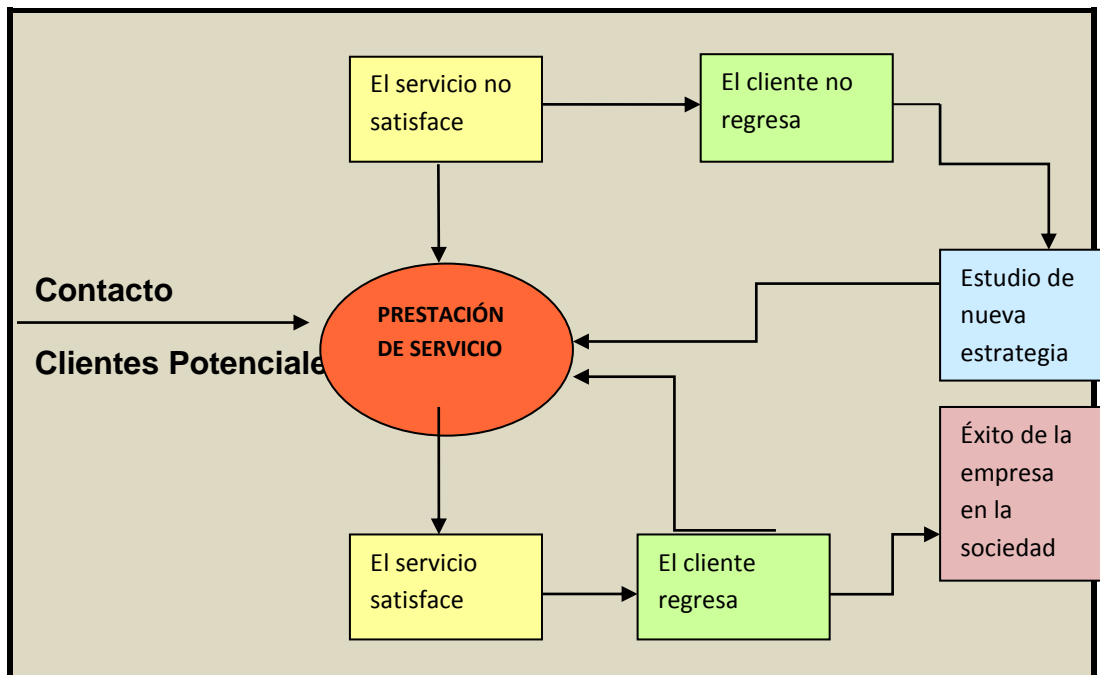 El servicio no
satisface
El cliente no
regresa
Contacto
Clientes Potenciale
PRESTACIÓN
DE SERVICIO
Estudio de
nueva
estrategia
Éxito de la
empresa
en la
sociedad
El servicio
satisface
El cliente
regresa